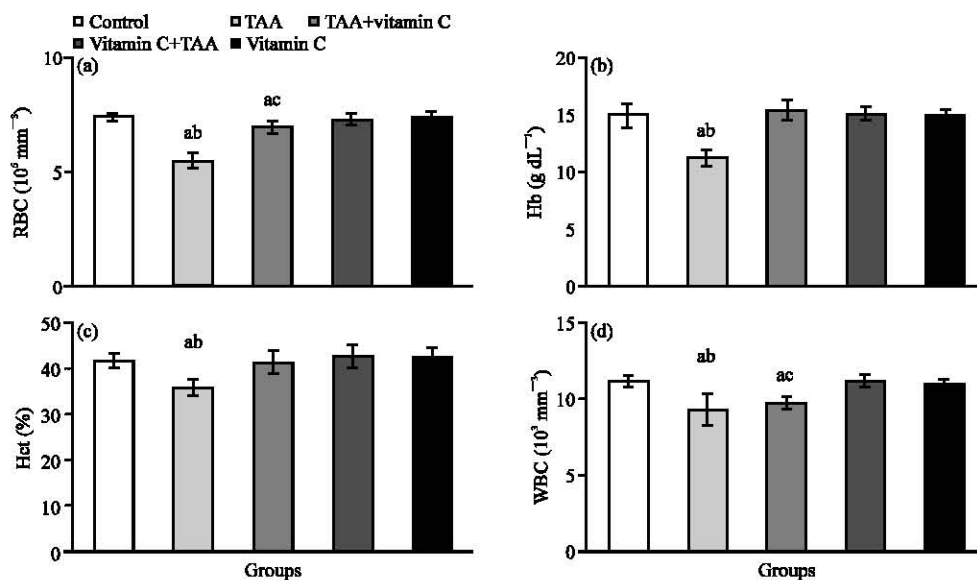 Control TAA TAA+vitamin C
Vitamin C+TAA Vitamin C
(a)
RBC (10⁶ mm⁻³)
10
5
0
ab
ac
(b)
Hb (g dL⁻¹)
20
15
10
5
0
ab
(c)
Hct (%)
50
40
30
20
10
0
ab
Groups
(d)
WBC (10³ mm⁻³)
15
10
5
0
ab
ac
Groups